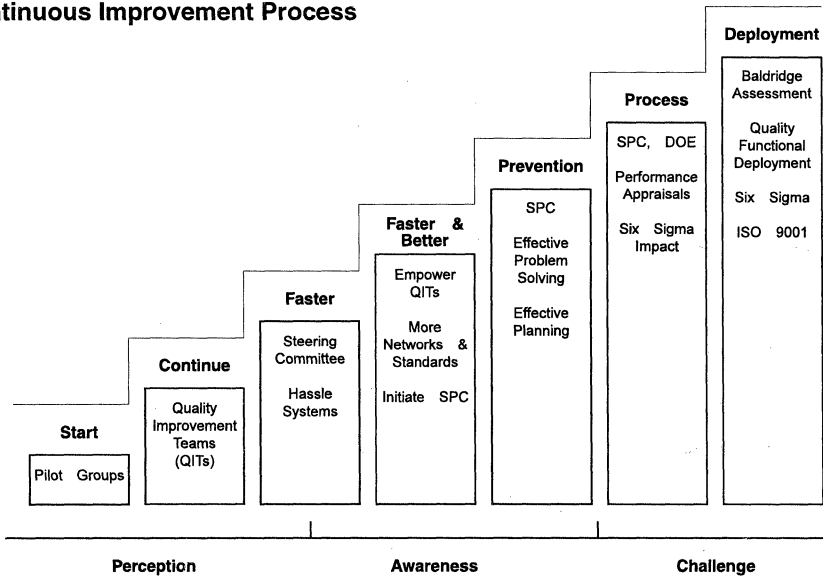 tinuous Improvement Process
Start
Pilot Groups
Continue
Quality
Improvement
Teams
(QITs)
Faster
Steering
Committee
Hassle
Systems
Faster &
Better
Empower
QITs
More
Networks &
Standards
Initiate SPC
Prevention
SPC
Effective
Problem
Solving
Effective
Planning
Process
SPC, DOE
Performance
Appraisals
Six Sigma
Impact
Deployment
Baldridge
Assessment
Quality
Functional
Deployment
Six Sigma
ISO 9001
Perception
Awareness
Challenge